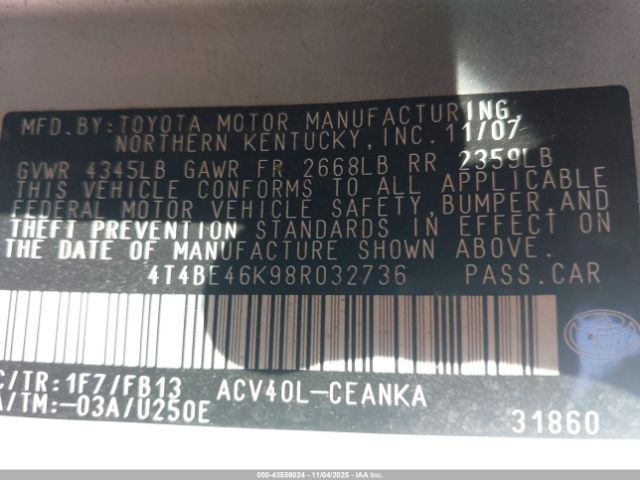 MFD.BY:TOYOTA MOTOR MANUFACTURING,
NORTHERN KENTUCKY,INC.11/07
GVWR 4345LB GAWR FR 2668LB RR 2359LB
THIS VEHICLE CONFORMS TO ALL APPLICABLE
FEDERAL MOTOR VEHICLE SAFETY,BUMPER,AND
THEFT PREVENTION STANDARDS IN EFFECT ON
THE DATE OF MANUFACTURE SHOWN ABOVE.
4T4BE46K98R032736 PASS.CAR
C/TR:1F7/FB13 ACV40L-CEANKA
A/TM:-03A/U250E 31860
000-43556024 - 11/04/2025 - IAA, Inc.